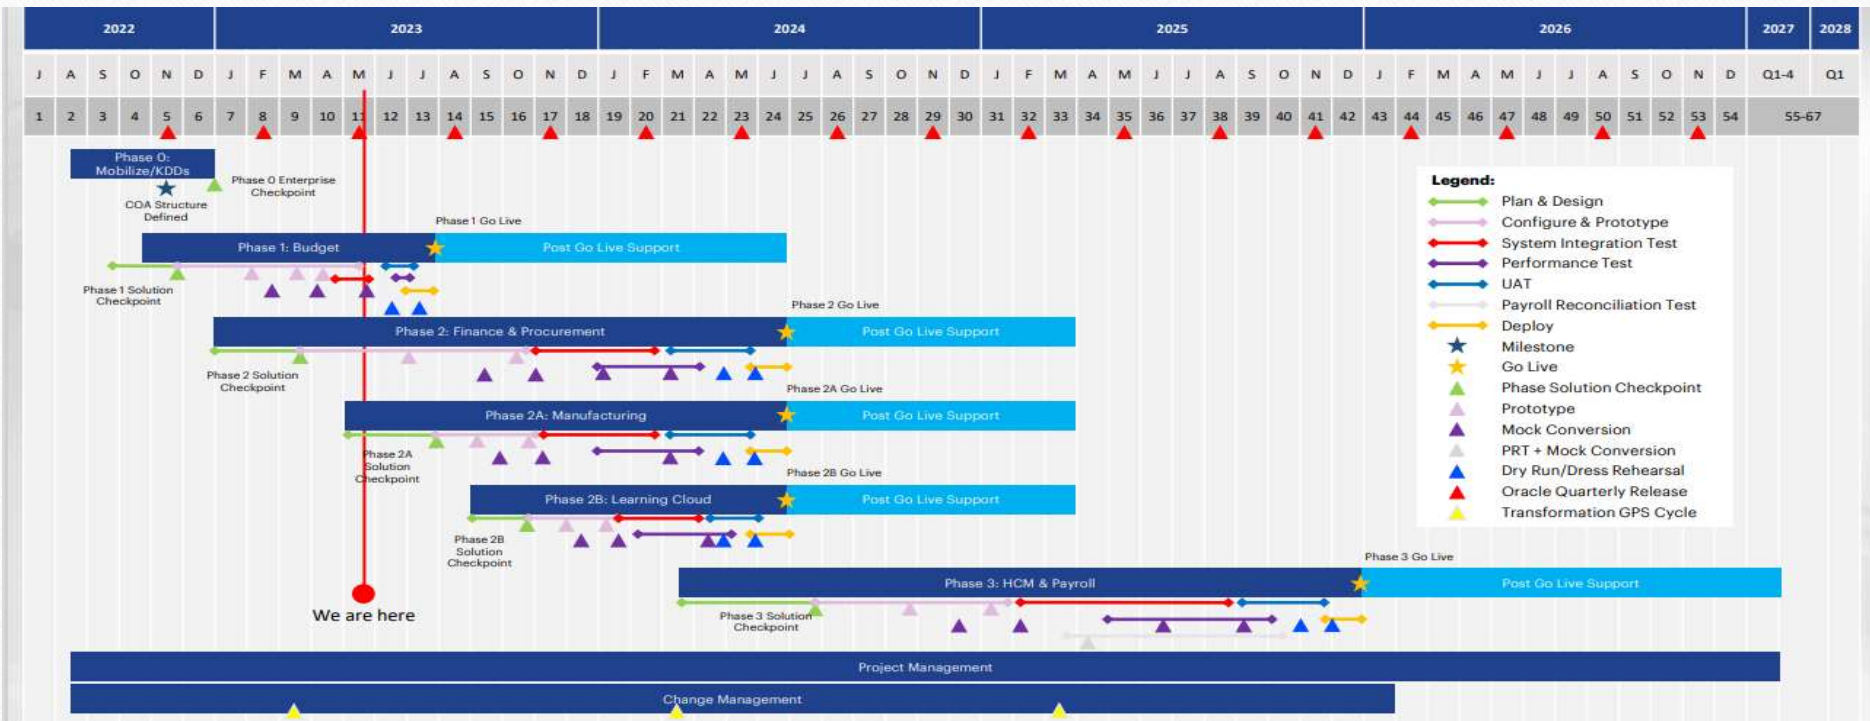 2022 2023 2024 2025 2026 2027 2028
J A S O N D J F M A M J J A S O N D J F M A M J J A S O N D J F M A M J J A S O N D J F M A M J J A S O N D Q1-4 Q1
1 2 3 4 5 6 7 8 9 10 11 12 13 14 15 16 17 18 19 20 21 22 23 24 25 26 27 28 29 30 31 32 33 34 35 36 37 38 39 40 41 42 43 44 45 46 47 48 49 50 51 52 53 54 55-67
Phase 0:
Mobilize/KDDs
Phase 0 Enterprise
Checkpoint
COA Structure
Defined
Phase 1 Go Live
Phase 1: Budget
Post Go Live Support
Phase 1 Solution
Checkpoint
Phase 2 Go Live
Phase 2: Finance & Procurement
Post Go Live Support
Phase 2 Solution
Checkpoint
Phase 2A Go Live
Phase 2A: Manufacturing
Post Go Live Support
Phase 2A
Solution
Checkpoint
Phase 2B Go Live
Phase 2B: Learning Cloud
Post Go Live Support
Phase 2B
Solution
Checkpoint
Phase 3 Go Live
Phase 3: HCM & Payroll
Post Go Live Support
Phase 3 Solution
Checkpoint
We are here
Project Management
Change Management
Legend:
Plan & Design
Configure & Prototype
System Integration Test
Performance Test
UAT
Payroll Reconciliation Test
Deploy
Milestone
Go Live
Phase Solution Checkpoint
Prototype
Mock Conversion
PRT + Mock Conversion
Dry Run/Dress Rehearsal
Oracle Quarterly Release
Transformation GPS Cycle